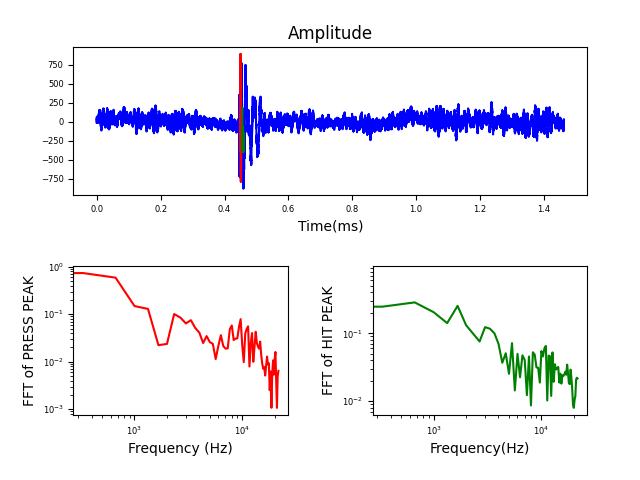 Amplitude
750
500
250
0
−250
−500
−750
0.0 0.2 0.4 0.6 0.8 1.0 1.2 1.4
Time(ms)
FFT of PRESS PEAK
10⁰
10⁻¹
10⁻²
10⁻³
10³ 10⁴
Frequency (Hz)
FFT of HIT PEAK
10⁻¹
10⁻²
10³ 10⁴
Frequency(Hz)